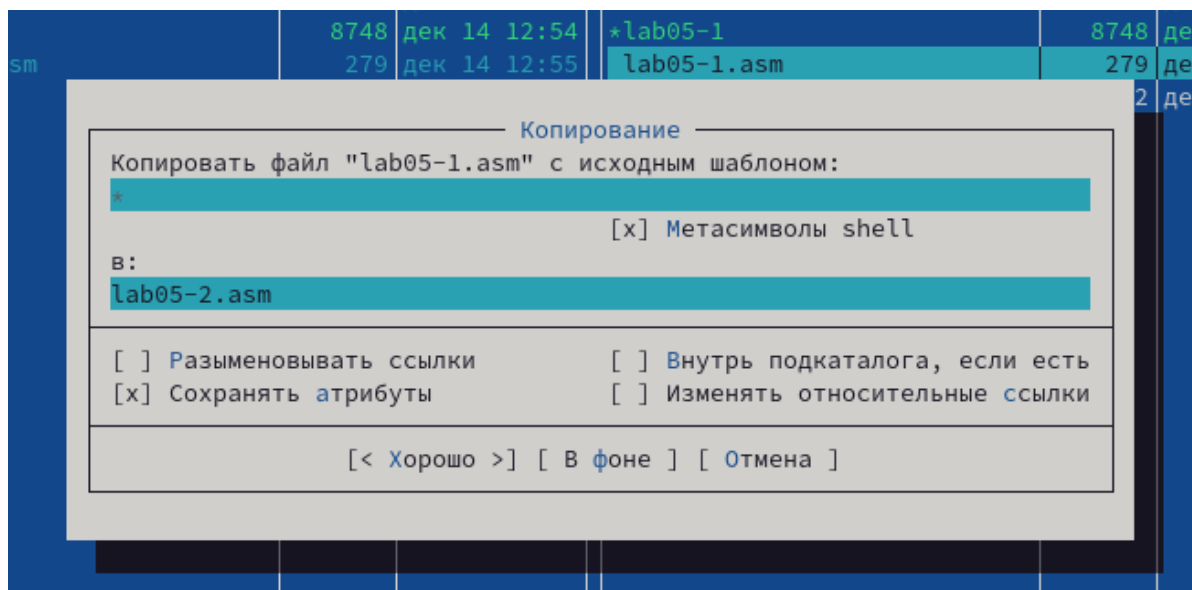 8748 дек 14 12:54 *lab05-1 8748 де
sm 279 дек 14 12:55 lab05-1.asm 279 де
2 де
Копирование
Копировать файл "lab05-1.asm" с исходным шаблоном:
*
[x] Метасимволы shell
в:
lab05-2.asm
[ ] Разыменовывать ссылки [ ] Внутрь подкаталога, если есть
[x] Сохранять атрибуты [ ] Изменять относительные ссылки
[< Хорошо >] [ В фоне ] [ Отмена ]